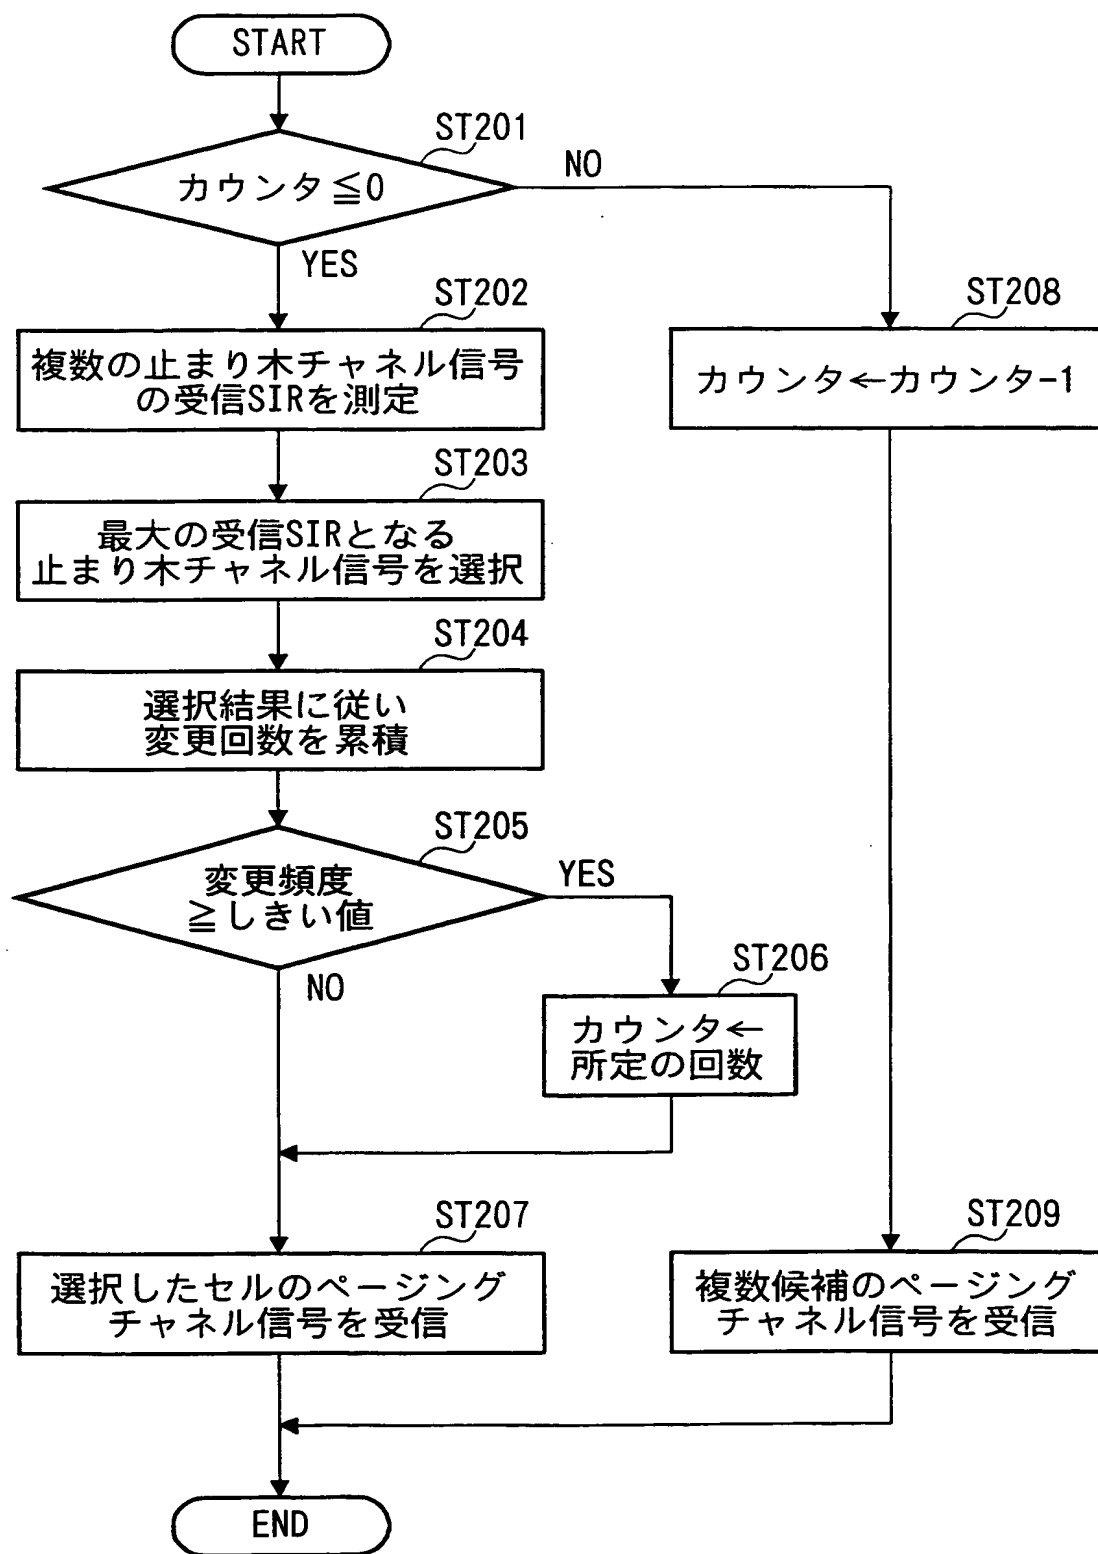 START
ST201
カウンタ≦0
NO
YES
ST202
複数の止まり木チャネル信号
の受信SIRを測定
ST208
カウンタ←カウンタ-1
ST203
最大の受信SIRとなる
止まり木チャネル信号を選択
ST204
選択結果に従い
変更回数を累積
ST205
変更頻度
≧しきい値
YES
NO
ST206
カウンタ←
所定の回数
ST207
選択したセルのページング
チャネル信号を受信
ST209
複数候補のページング
チャネル信号を受信
END